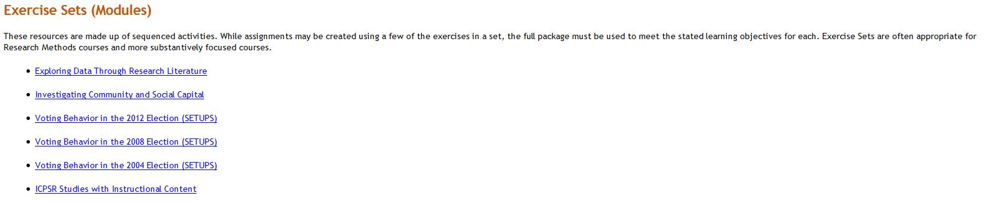 Exercise Sets (Modules)
These resources are made up of sequenced activities. While assignments may be created using a few of the exercises in a set, the full package must be used to meet the stated learning objectives for each. Exercise Sets are often appropriate for
Research Methods courses and more substantively focused courses.
• Exploring Data Through Research Literature
• Investigating Community and Social Capital
• Voting Behavior in the 2012 Election (SETUPS)
• Voting Behavior in the 2008 Election (SETUPS)
• Voting Behavior in the 2004 Election (SETUPS)
• ICPSR Studies with Instructional Content